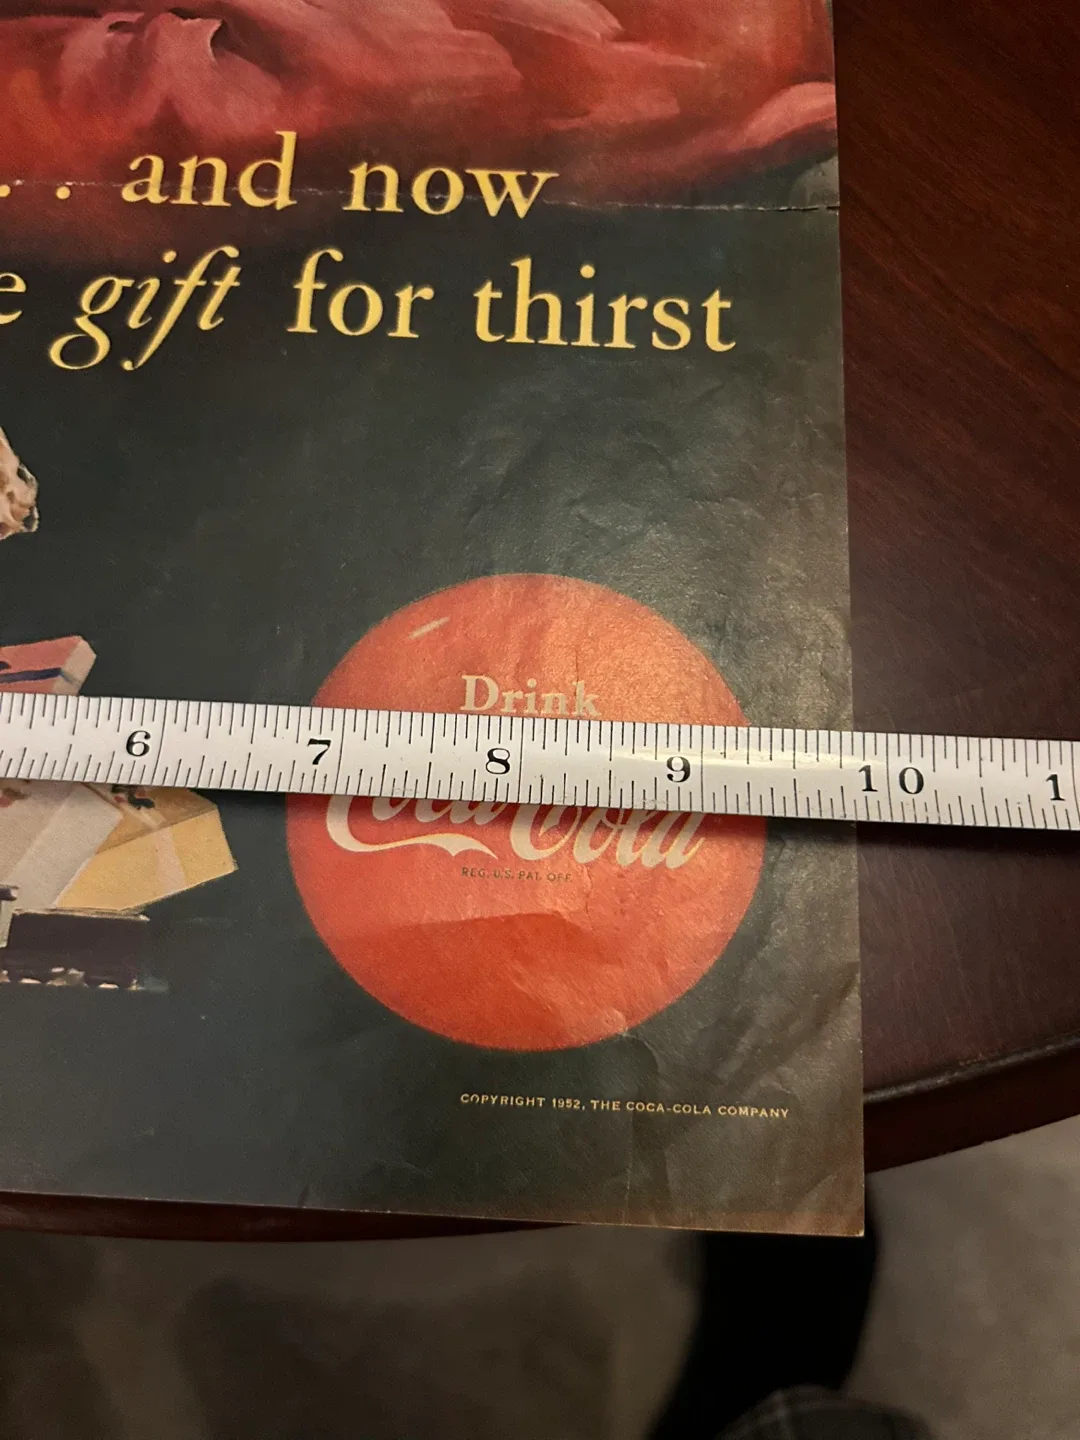 . . and now
e gift for thirst
Drink
6 7 8 9 10 1
Coca-Cola
REG. U.S. PAT. OFF.
COPYRIGHT 1952, THE COCA-COLA COMPANY